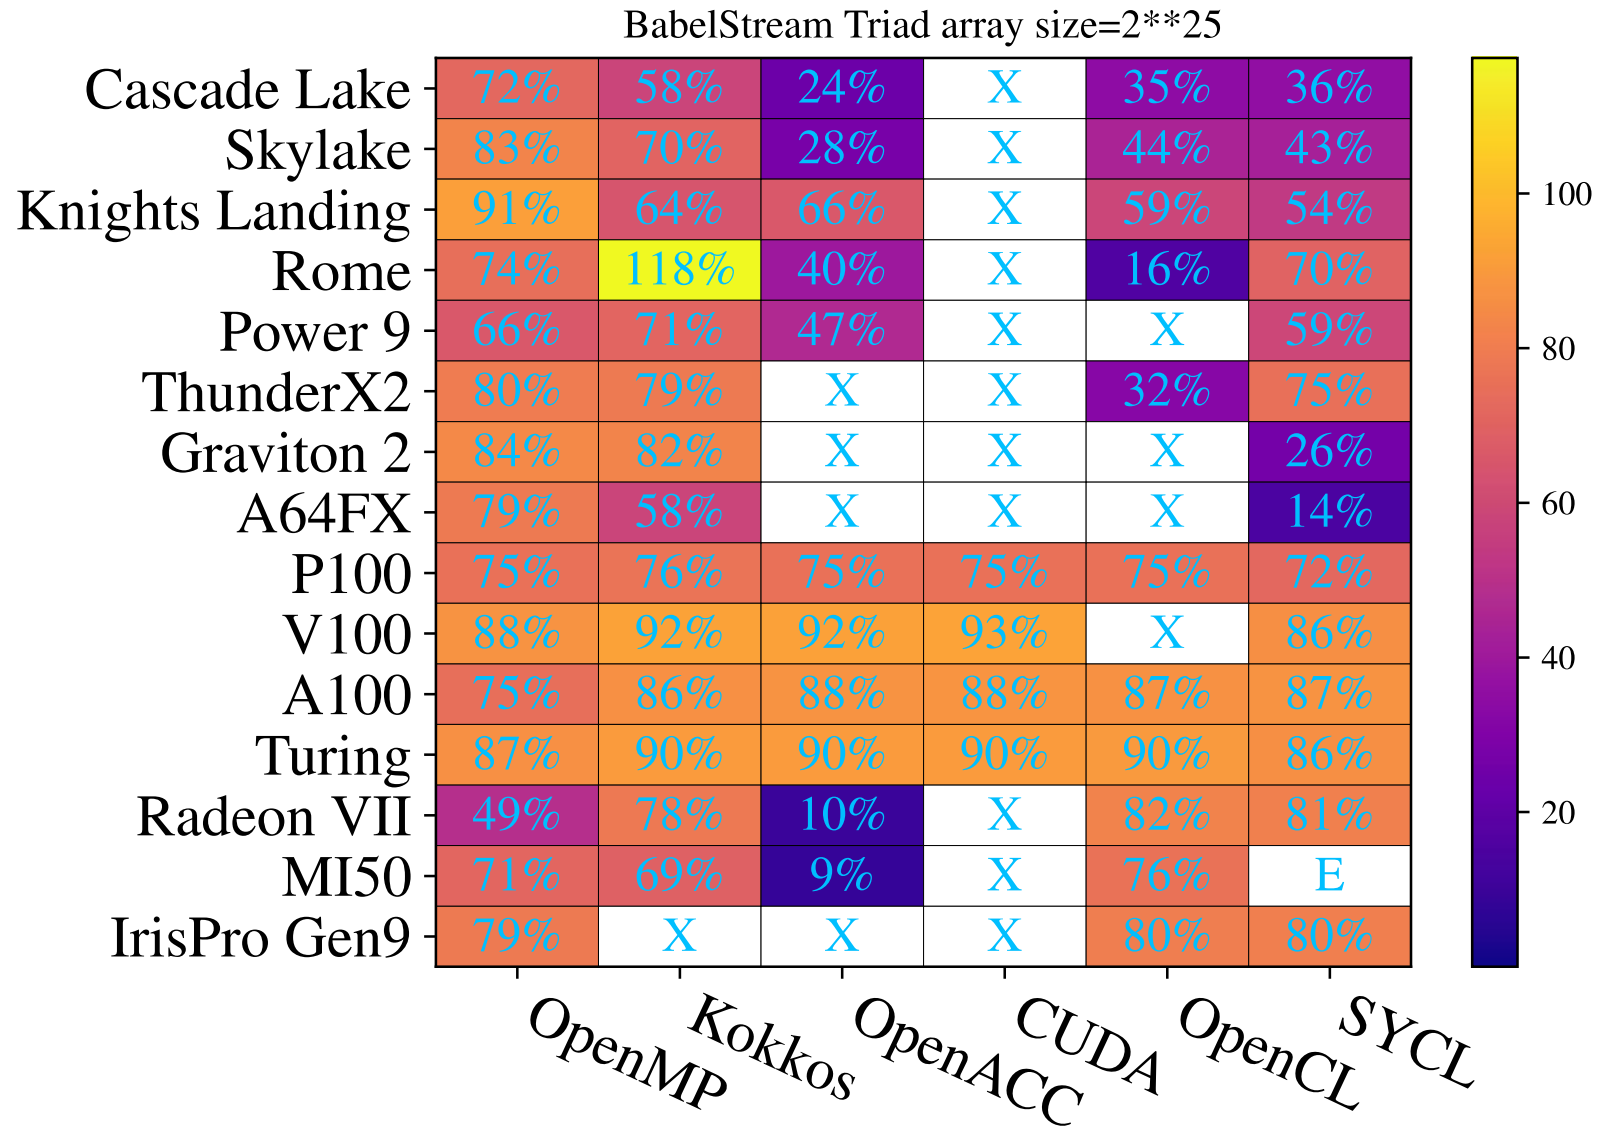 BabelStream Triad array size=2**25
Cascade Lake 72% 58% 24% X 35% 36%
Skylake 83% 70% 28% X 44% 43%
Knights Landing 91% 64% 66% X 59% 54%
Rome 74% 118% 40% X 16% 70%
Power 9 66% 71% 47% X X 59%
ThunderX2 80% 79% X X 32% 75%
Graviton 2 84% 82% X X X 26%
A64FX 79% 58% X X X 14%
P100 75% 76% 75% 75% 75% 72%
V100 88% 92% 92% 93% X 86%
A100 75% 86% 88% 88% 87% 87%
Turing 87% 90% 90% 90% 90% 86%
Radeon VII 49% 78% 10% X 82% 81%
MI50 71% 69% 9% X 76% E
IrisPro Gen9 79% X X X 80% 80%
OpenMP Kokkos OpenACC CUDA OpenCL SYCL
100
80
60
40
20